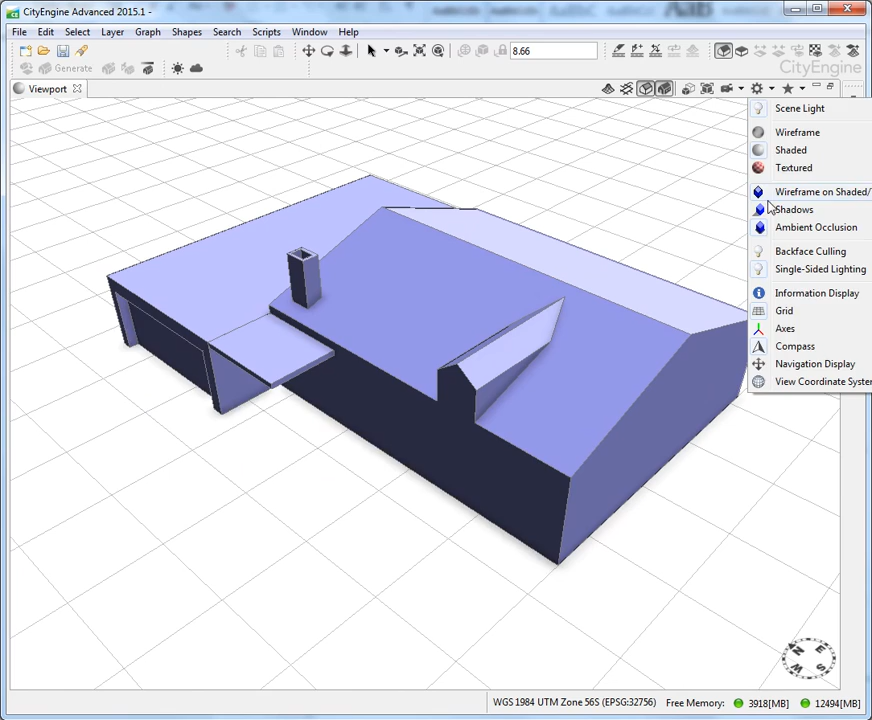 CityEngine Advanced 2015.1 -
File Edit Select Layer Graph Shapes Search Scripts Window Help
8.66
Generate
CityEngine
Viewport
Scene Light
Wireframe
Shaded
Textured
Wireframe on Shaded/
Shadows
Ambient Occlusion
Backface Culling
Single-Sided Lighting
Information Display
Grid
Axes
Compass
Navigation Display
View Coordinate Syste
N E S W
WGS 1984 UTM Zone 56S (EPSG:32756) Free Memory: 3918[MB] 12494[MB]